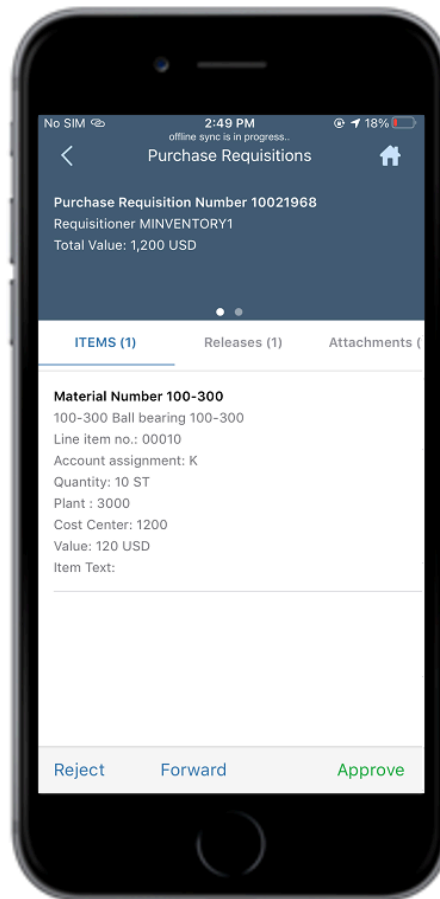 No SIM 2:49 PM 18%
offline sync is in progress..
Purchase Requisitions
Purchase Requisition Number 10021968
Requisitioner MINVENTORY1
Total Value: 1,200 USD
ITEMS (1) Releases (1) Attachments (
Material Number 100-300
100-300 Ball bearing 100-300
Line item no.: 00010
Account assignment: K
Quantity: 10 ST
Plant : 3000
Cost Center: 1200
Value: 120 USD
Item Text:
Reject Forward Approve